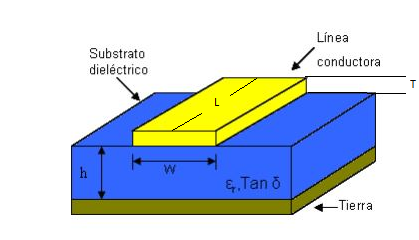 Línea
conductora
Substrato
dieléctrico
T
L
W
h
εr,Tan δ
Tierra